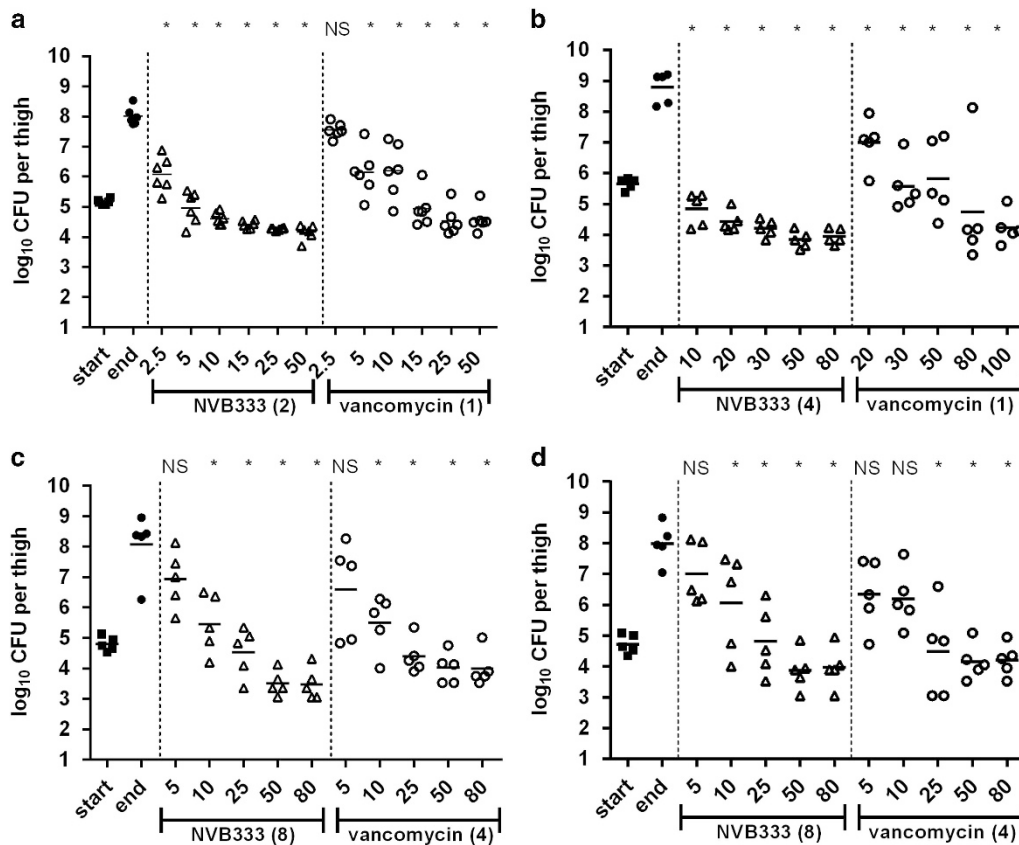 a
NS
* * * * * * * * * * *
log10 CFU per thigh
10
9
8
7
6
5
4
3
2
1
start end 2.5 5 10 15 25 50 2.5 5 10 15 25 50
NVB333 (2) vancomycin (1)
b
* * * * * * * * * *
log10 CFU per thigh
10
9
8
7
6
5
4
3
2
1
start end 10 20 30 50 80 20 30 50 80 100
NVB333 (4) vancomycin (1)
c
NS * * * * NS * * * *
log10 CFU per thigh
10
9
8
7
6
5
4
3
2
1
start end 5 10 25 50 80 5 10 25 50 80
NVB333 (8) vancomycin (4)
d
NS * * * * NS NS * * *
log10 CFU per thigh
10
9
8
7
6
5
4
3
2
1
start end 5 10 25 50 80 5 10 25 50 80
NVB333 (8) vancomycin (4)